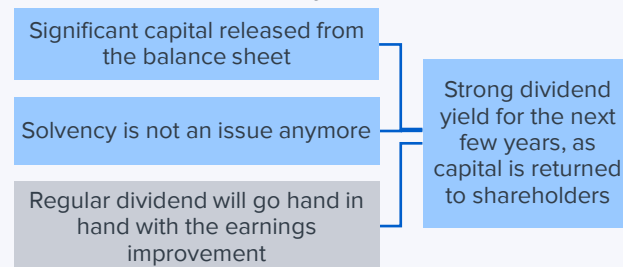 Significant capital released from
the balance sheet
Solvency is not an issue anymore
Regular dividend will go hand in
hand with the earnings
improvement
Strong dividend
yield for the next
few years, as
capital is returned
to shareholders